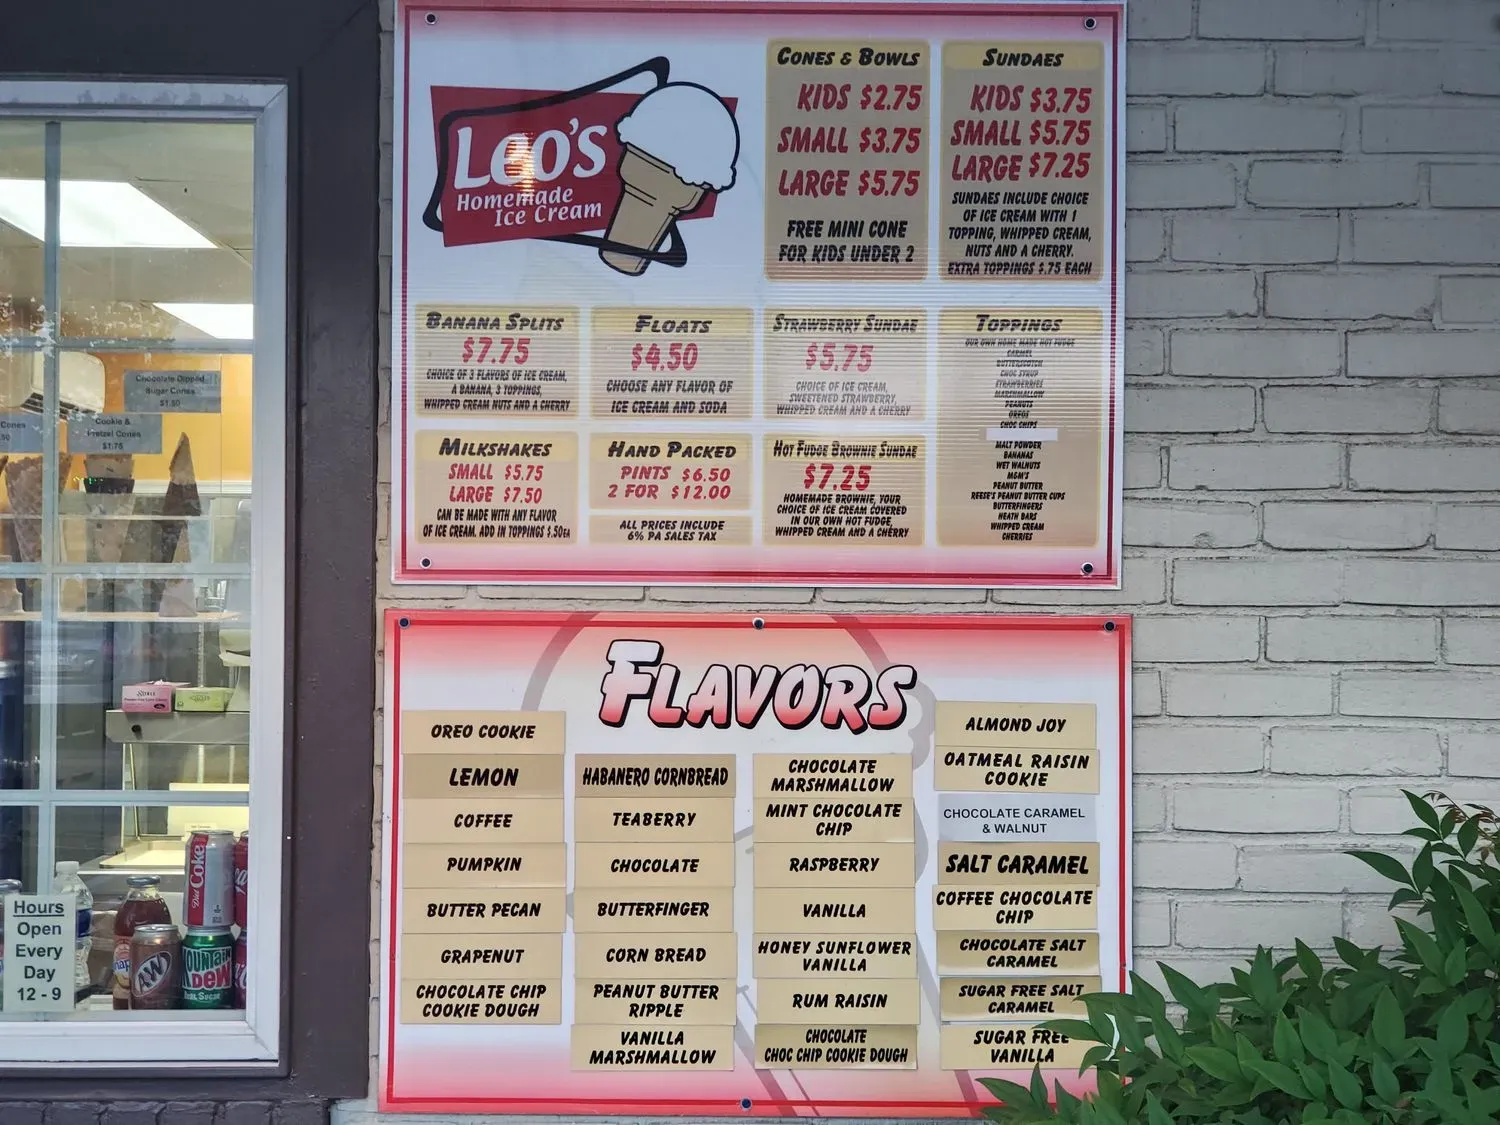 LEO'S
Homemade
Ice Cream
CONES & BOWLS
KIDS $2.75
SMALL $3.75
LARGE $5.75
FREE MINI CONE
FOR KIDS UNDER 2
SUNDAES
KIDS $3.75
SMALL $5.75
LARGE $7.25
SUNDAES INCLUDE CHOICE
OF ICE CREAM WITH 1
TOPPING, WHIPPED CREAM,
NUTS AND A CHERRY.
EXTRA TOPPINGS $.75 EACH
BANANA SPLITS
$7.75
CHOICE OF 3 FLAVORS OF ICE CREAM,
A BANANA, 3 TOPPINGS,
WHIPPED CREAM NUTS AND A CHERRY
FLOATS
$4.50
CHOOSE ANY FLAVOR OF
ICE CREAM AND SODA
STRAWBERRY SUNDAE
$5.75
CHOICE OF ICE CREAM,
SWEETENED STRAWBERRY,
WHIPPED CREAM AND A CHERRY
TOPPINGS
OUR OWN HOME MADE HOT FUDGE
CARMEL
BUTTERSCOTCH
CHOC SYRUP
STRAWBERRIES
MARSHMALLOW
PEANUTS
OREOS
CHOC CHIPS
MALT POWDER
BANANAS
WET WALNUTS
M&M'S
PEANUT BUTTER
REESE'S PEANUT BUTTER CUPS
BUTTERFINGERS
HEATH BARS
WHIPPED CREAM
CHERRIES
MILKSHAKES
SMALL $5.75
LARGE $7.50
CAN BE MADE WITH ANY FLAVOR
OF ICE CREAM. ADD IN TOPPINGS $.50EA
HAND PACKED
PINTS $6.50
2 FOR $12.00
ALL PRICES INCLUDE
6% PA SALES TAX
HOT FUDGE BROWNIE SUNDAE
$7.25
HOMEMADE BROWNIE, YOUR
CHOICE OF ICE CREAM COVERED
IN OUR OWN HOT FUDGE,
WHIPPED CREAM AND A CHERRY
FLAVORS
OREO COOKIE
LEMON
COFFEE
PUMPKIN
BUTTER PECAN
GRAPENUT
CHOCOLATE CHIP
COOKIE DOUGH
HABANERO CORNBREAD
TEABERRY
CHOCOLATE
BUTTERFINGER
CORN BREAD
PEANUT BUTTER
RIPPLE
VANILLA
MARSHMALLOW
CHOCOLATE
MARSHMALLOW
MINT CHOCOLATE
CHIP
RASPBERRY
VANILLA
HONEY SUNFLOWER
VANILLA
RUM RAISIN
CHOCOLATE
CHOC CHIP COOKIE DOUGH
ALMOND JOY
OATMEAL RAISIN
COOKIE
CHOCOLATE CARAMEL
& WALNUT
SALT CARAMEL
COFFEE CHOCOLATE
CHIP
CHOCOLATE SALT
CARAMEL
SUGAR FREE SALT
CARAMEL
SUGAR FREE
VANILLA
Chocolate Dipped
Sugar Cones
$1.50
Cookie &
Pretzel Cones
$1.75
Cones
Hours
Open
Every
Day
12 - 9
Diet Coke
A&W
MOUNTAIN
DEW